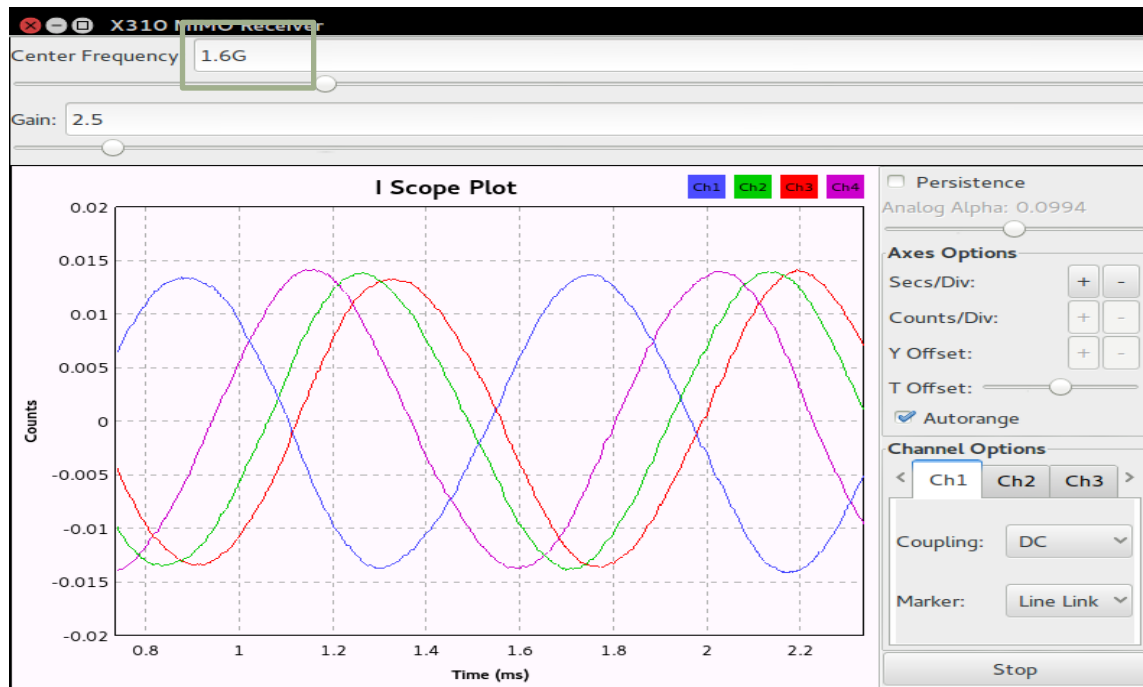 X310 MIMO Receiver
Center Frequency 1.6G
Gain: 2.5
I Scope Plot
Ch1 Ch2 Ch3 Ch4
0.02
0.015
0.01
0.005
0
-0.005
-0.01
-0.015
-0.02
Counts
0.8 1 1.2 1.4 1.6 1.8 2 2.2
Time (ms)
Persistence
Analog Alpha: 0.0994
Axes Options
Secs/Div: + -
Counts/Div: + -
Y Offset: + -
T Offset:
Autorange
Channel Options
< Ch1 Ch2 Ch3 >
Coupling: DC
Marker: Line Link
Stop